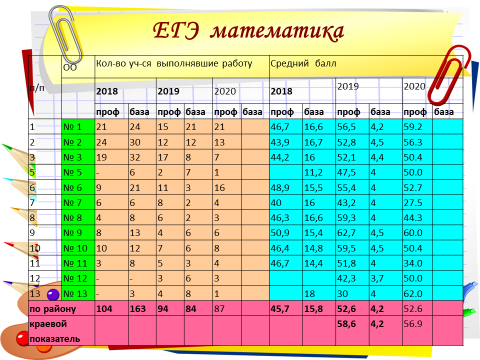 ЕГЭ математика
п/п ОО Кол-во уч-ся выполнявшие работу Средний балл
2018 2019 2020 2018 2019 2020
проф база проф база проф база проф база проф база проф база
1 № 1 21 24 15 21 21 46,7 16,6 56,5 4,2 59.2
2 № 2 24 30 12 12 13 43,9 16,7 52,8 4,5 56.3
3 № 3 19 32 17 8 7 44,2 16 52,1 4,4 50.4
5 № 5 - 6 2 7 1 11,2 47,5 4 50.0
6 № 6 9 21 11 3 16 48,9 15,5 55,4 4 52.7
7 № 7 6 6 8 2 4 40 16 43,2 4 27.5
8 № 8 4 8 6 2 3 46,3 16,6 59,3 4 44.3
9 № 9 8 13 4 6 6 50,9 15,4 62,7 4,5 60.0
10 № 10 10 12 7 6 8 46,4 14,8 59,5 4,5 50.4
11 № 11 3 8 5 3 4 46,7 14,4 51,8 4 34.0
12 № 12 - - 3 6 3 42,3 3,7 50.0
13 № 13 - 3 4 8 1 18 30 4 62.0
по району 104 163 94 84 87 45,7 15,8 52,6 4,2 52.6
краевой 58,6 4,2 56.9
показатель